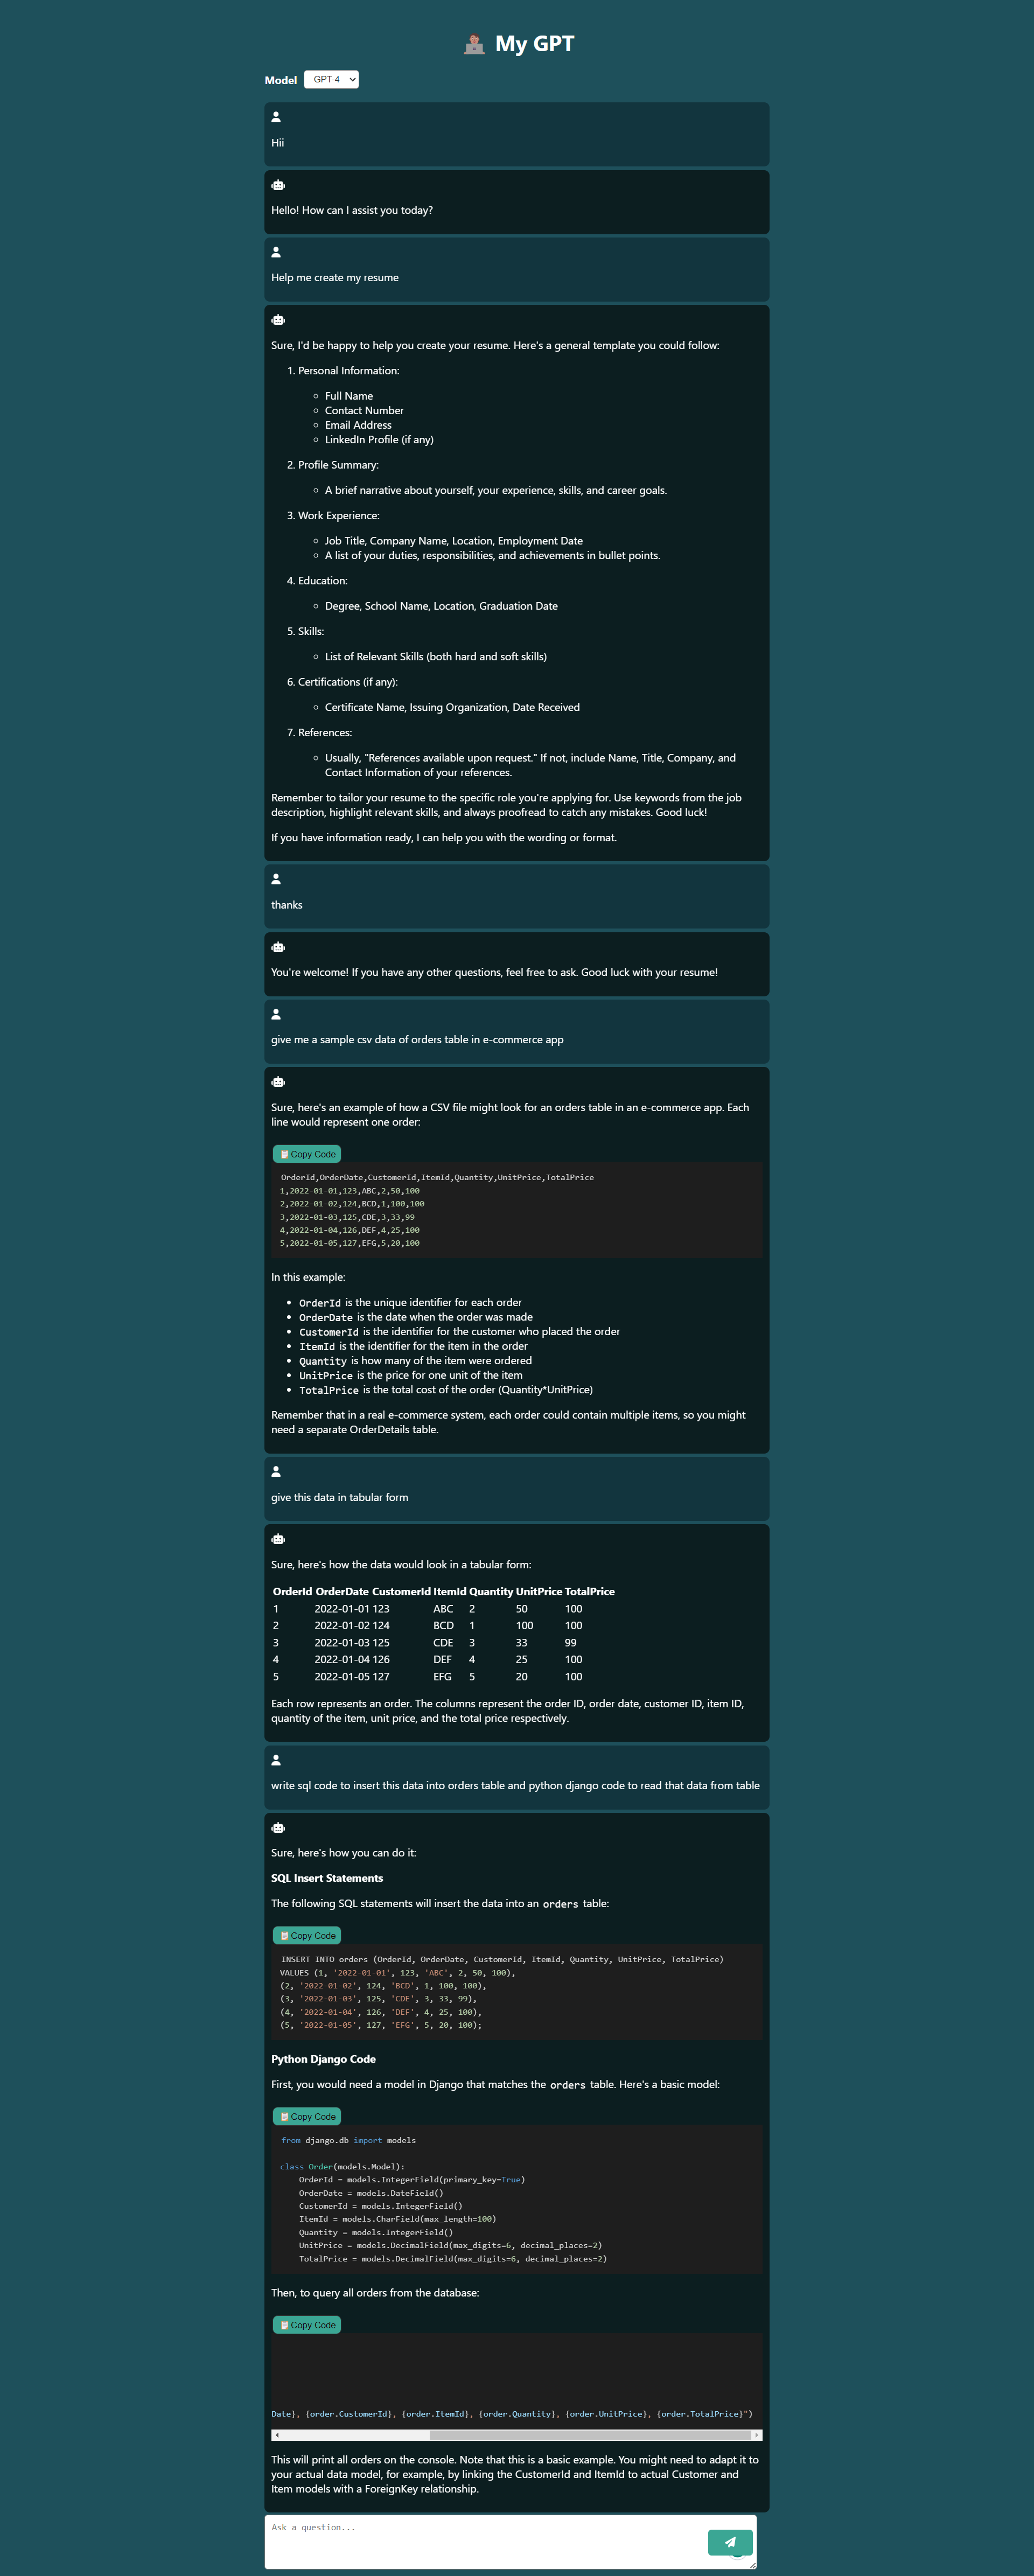 My GPT
Model GPT-4
Hii
Hello! How can I assist you today?
Help me create my resume
Sure, I'd be happy to help you create your resume. Here's a general template you could follow:
1. Personal Information:
Full Name
Contact Number
Email Address
LinkedIn Profile (if any)
2. Profile Summary:
A brief narrative about yourself, your experience, skills, and career goals.
3. Work Experience:
Job Title, Company Name, Location, Employment Date
A list of your duties, responsibilities, and achievements in bullet points.
4. Education:
Degree, School Name, Location, Graduation Date
5. Skills:
List of Relevant Skills (both hard and soft skills)
6. Certifications (if any):
Certificate Name, Issuing Organization, Date Received
7. References:
Usually, "References available upon request." If not, include Name, Title, Company, and
Contact Information of your references.
Remember to tailor your resume to the specific role you're applying for. Use keywords from the job
description, highlight relevant skills, and always proofread to catch any mistakes. Good luck!
If you have information ready, I can help you with the wording or format.
thanks
You're welcome! If you have any other questions, feel free to ask. Good luck with your resume!
give me a sample csv data of orders table in e-commerce app
Sure, here's an example of how a CSV file might look for an orders table in an e-commerce app. Each
line would represent one order:
Copy Code
OrderId,OrderDate,CustomerId,ItemId,Quantity,UnitPrice,TotalPrice
1,2022-01-01,123,ABC,2,50,100
2,2022-01-02,124,BCD,1,100,100
3,2022-01-03,125,CDE,3,33,99
4,2022-01-04,126,DEF,4,25,100
5,2022-01-05,127,EFG,5,20,100
In this example:
OrderId is the unique identifier for each order
OrderDate is the date when the order was made
CustomerId is the identifier for the customer who placed the order
ItemId is the identifier for the item in the order
Quantity is how many of the item were ordered
UnitPrice is the price for one unit of the item
TotalPrice is the total cost of the order (Quantity*UnitPrice)
Remember that in a real e-commerce system, each order could contain multiple items, so you might
need a separate OrderDetails table.
give this data in tabular form
Sure, here's how the data would look in a tabular form:
OrderId OrderDate CustomerId ItemId Quantity UnitPrice TotalPrice
1 2022-01-01 123 ABC 2 50 100
2 2022-01-02 124 BCD 1 100 100
3 2022-01-03 125 CDE 3 33 99
4 2022-01-04 126 DEF 4 25 100
5 2022-01-05 127 EFG 5 20 100
Each row represents an order. The columns represent the order ID, order date, customer ID, item ID,
quantity of the item, unit price, and the total price respectively.
write sql code to insert this data into orders table and python django code to read that data from table
Sure, here's how you can do it:
SQL Insert Statements
The following SQL statements will insert the data into an orders table:
Copy Code
INSERT INTO orders (OrderId, OrderDate, CustomerId, ItemId, Quantity, UnitPrice, TotalPrice)
VALUES (1, '2022-01-01', 123, 'ABC', 2, 50, 100),
(2, '2022-01-02', 124, 'BCD', 1, 100, 100),
(3, '2022-01-03', 125, 'CDE', 3, 33, 99),
(4, '2022-01-04', 126, 'DEF', 4, 25, 100),
(5, '2022-01-05', 127, 'EFG', 5, 20, 100);
Python Django Code
First, you would need a model in Django that matches the orders table. Here's a basic model:
Copy Code
from django.db import models
class Order(models.Model):
OrderId = models.IntegerField(primary_key=True)
OrderDate = models.DateField()
CustomerId = models.IntegerField()
ItemId = models.CharField(max_length=100)
Quantity = models.IntegerField()
UnitPrice = models.DecimalField(max_digits=6, decimal_places=2)
TotalPrice = models.DecimalField(max_digits=6, decimal_places=2)
Then, to query all orders from the database:
Copy Code
Date}, {order.CustomerId}, {order.ItemId}, {order.Quantity}, {order.UnitPrice}, {order.TotalPrice}")
This will print all orders on the console. Note that this is a basic example. You might need to adapt it to
your actual data model, for example, by linking the CustomerId and ItemId to actual Customer and
Item models with a ForeignKey relationship.
Ask a question...